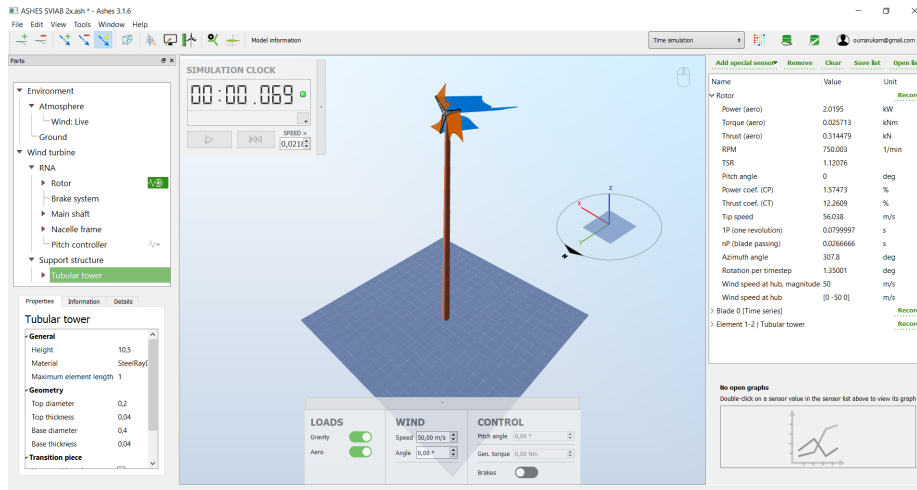 ASHES SVIAB 2x.ash * - Ashes 3.1.6
File Edit View Tools Window Help
Model information
Time simulation
oumarukam@gmail.com
Parts
Environment
Atmosphere
Wind: Live
Ground
Wind turbine
RNA
Rotor
Brake system
Main shaft
Nacelle frame
Pitch controller
Support structure
Tubular tower
Properties Information Details
Tubular tower
General
Height 10,5
Material
Maximum element length 1
Geometry
Top diameter 0,2
Top thickness 0,04
Base diameter 0,4
Base thickness 0,04
Transition piece
SIMULATION CLOCK
00:00.069
SPEED ×
Z
X
Y
N
LOADS
Gravity
Aero
WIND
Speed 50,00 m/s
Angle 0,00 °
CONTROL
Pitch angle 0,00 °
Gen. torque 0,00 Nm
Brakes
Add special sensor Remove Clear Save list Open lis
Name Value Unit
Rotor Recor
Power (aero) 2.0195 kW
Torque (aero) 0.025713 kNm
Thrust (aero) 0.314479 kN
RPM 750.003 1/min
TSR 1.12076
Pitch angle 0 deg
Power coef. (CP) 1.57473 %
Thrust coef. (CT) 12.2609 %
Tip speed 56.038 m/s
1P (one revolution) 0.0799997 s
nP (blade passing) 0.0266666 s
Azimuth angle 307.8 deg
Rotation per timestep 1.35001 deg
Wind speed at hub, magnitude 50 m/s
Wind speed at hub [0 -50 0] m/s
Blade 0 [Time series] Recor
Element 1-2 | Tubular tower Recor
No open graphs
Double-click on a sensor value in the sensor list above to view its graph